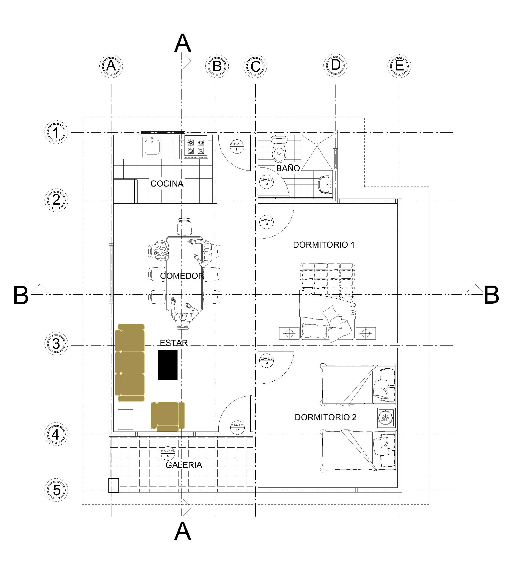 A
A B C D E
1
BAÑO
COCINA
2
DORMITORIO 1
COMEDOR
B B
3
ESTAR
DORMITORIO 2
4
GALERIA
5
A